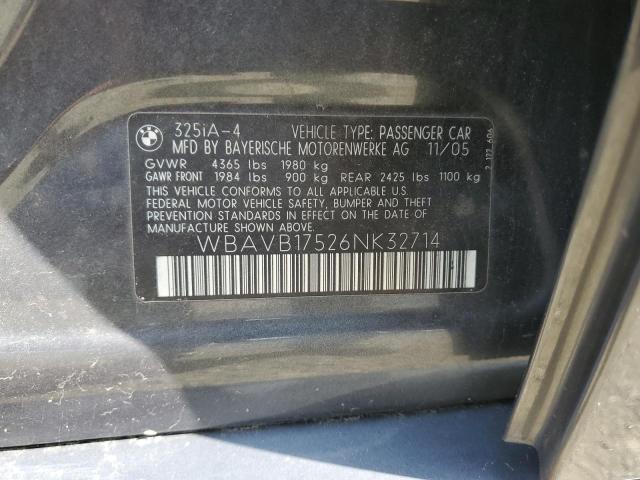 BMW
325iA-4 VEHICLE TYPE: PASSENGER CAR
MFD BY BAYERISCHE MOTORENWERKE AG 11/05
GVWR 4365 lbs 1980 kg
GAWR FRONT 1984 lbs 900 kg REAR 2425 lbs 1100 kg
THIS VEHICLE CONFORMS TO ALL APPLICABLE
FEDERAL MOTOR VEHICLE SAFETY, BUMPER AND THEFT
PREVENTION STANDARDS IN EFFECT ON THE DATE OF
MANUFACTURE SHOWN ABOVE.
WBAVB17526NK32714